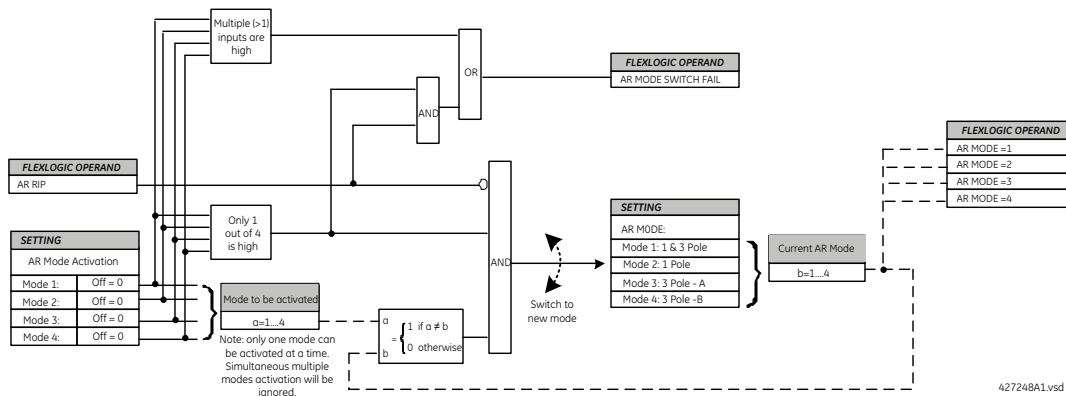 Multiple (>1)
inputs are
high
OR
FLEXLOGIC OPERAND
AR MODE SWITCH FAIL
AND
FLEXLOGIC OPERAND
AR MODE =1
AR MODE =2
AR MODE =3
AR MODE =4
FLEXLOGIC OPERAND
AR RIP
Only 1
out of 4
is high
SETTING
AR Mode Activation
Mode 1: Off = 0
Mode 2: Off = 0
Mode 3: Off = 0
Mode 4: Off = 0
Mode to be activated
a=1....4
Note: only one mode can
be activated at a time.
Simultaneous multiple
modes activation will be
ignored.
a
b
= { 1 if a ≠ b
0 otherwise
AND
Switch to
new mode
SETTING
AR MODE:
Mode 1: 1 & 3 Pole
Mode 2: 1 Pole
Mode 3: 3 Pole - A
Mode 4: 3 Pole -B
Current AR Mode
b=1....4
427248A1.vsd